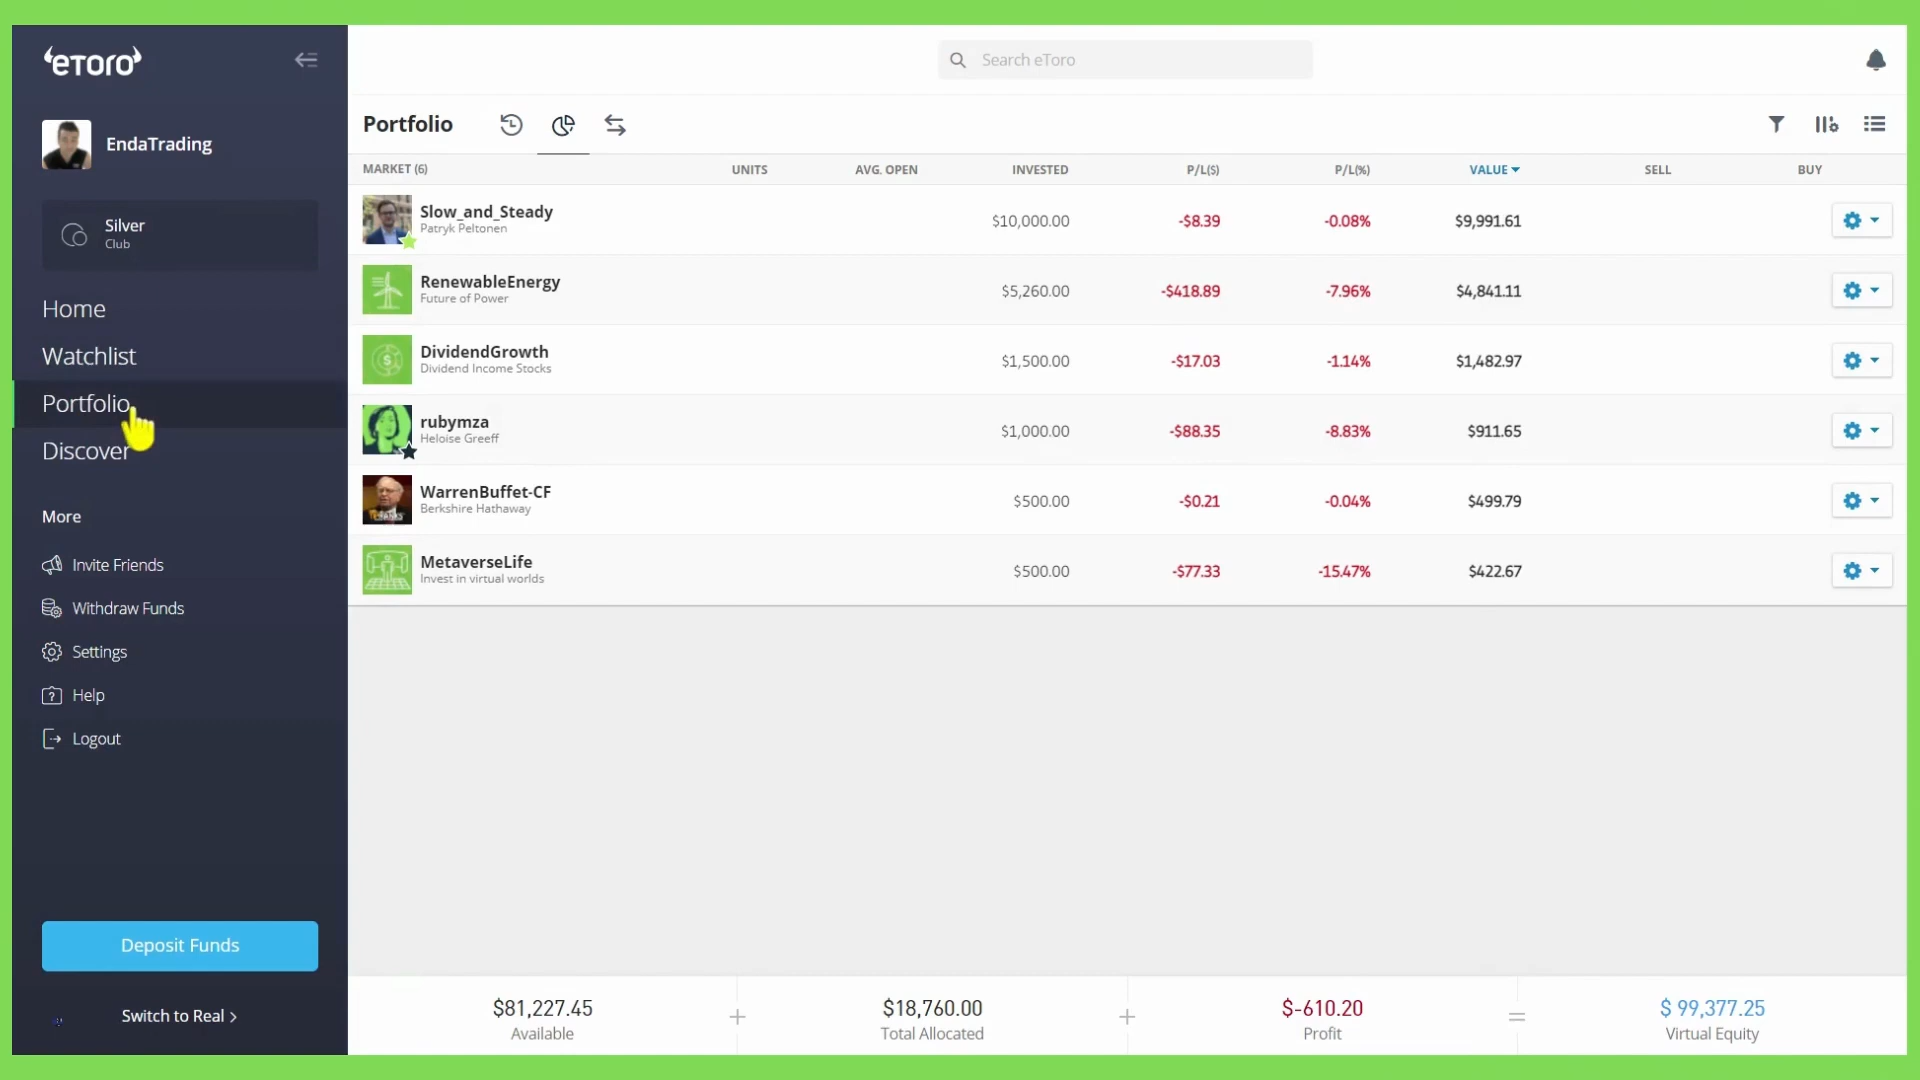 eTORO
EndaTrading
Silver
Club
Home
Watchlist
Portfolio
Discover
More
Invite Friends
Withdraw Funds
Settings
Help
Logout
Deposit Funds
Switch to Real >
Search eToro
Portfolio
MARKET (6) UNITS AVG. OPEN INVESTED P/L($) P/L(%) VALUE SELL BUY
Slow_and_Steady
Patryk Peltonen
$10,000.00 -$8.39 -0.08% $9,991.61
RenewableEnergy
Future of Power
$5,260.00 -$418.89 -7.96% $4,841.11
DividendGrowth
Dividend Income Stocks
$1,500.00 -$17.03 -1.14% $1,482.97
rubymza
Heloise Greeff
$1,000.00 -$88.35 -8.83% $911.65
WarrenBuffet-CF
Berkshire Hathaway
$500.00 -$0.21 -0.04% $499.79
MetaverseLife
Invest in virtual worlds
$500.00 -$77.33 -15.47% $422.67
$81,227.45 + $18,760.00 + $-610.20 = $ 99,377.25
Available Total Allocated Profit Virtual Equity